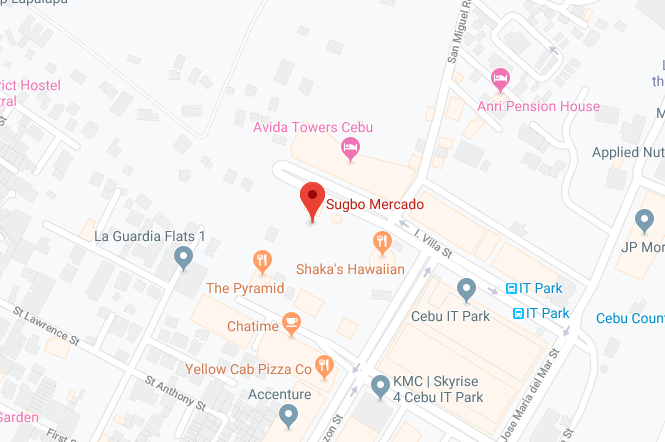 Lapulapu
San Miguel R
rict Hostel
tral
Anri Pension House
th
Avida Towers Cebu
Applied Nut
Sugbo Mercado
I. Villa St
La Guardia Flats 1
JP Mor
Shaka's Hawaiian
The Pyramid
IT Park
Cebu IT Park
IT Park
Cebu Count
Chatime
St Lawrence St
Yellow Cab Pizza Co
Jose Maria del Mar St
KMC | Skyrise
4 Cebu IT Park
St Anthony St
Accenture
zon St
Garden
First S